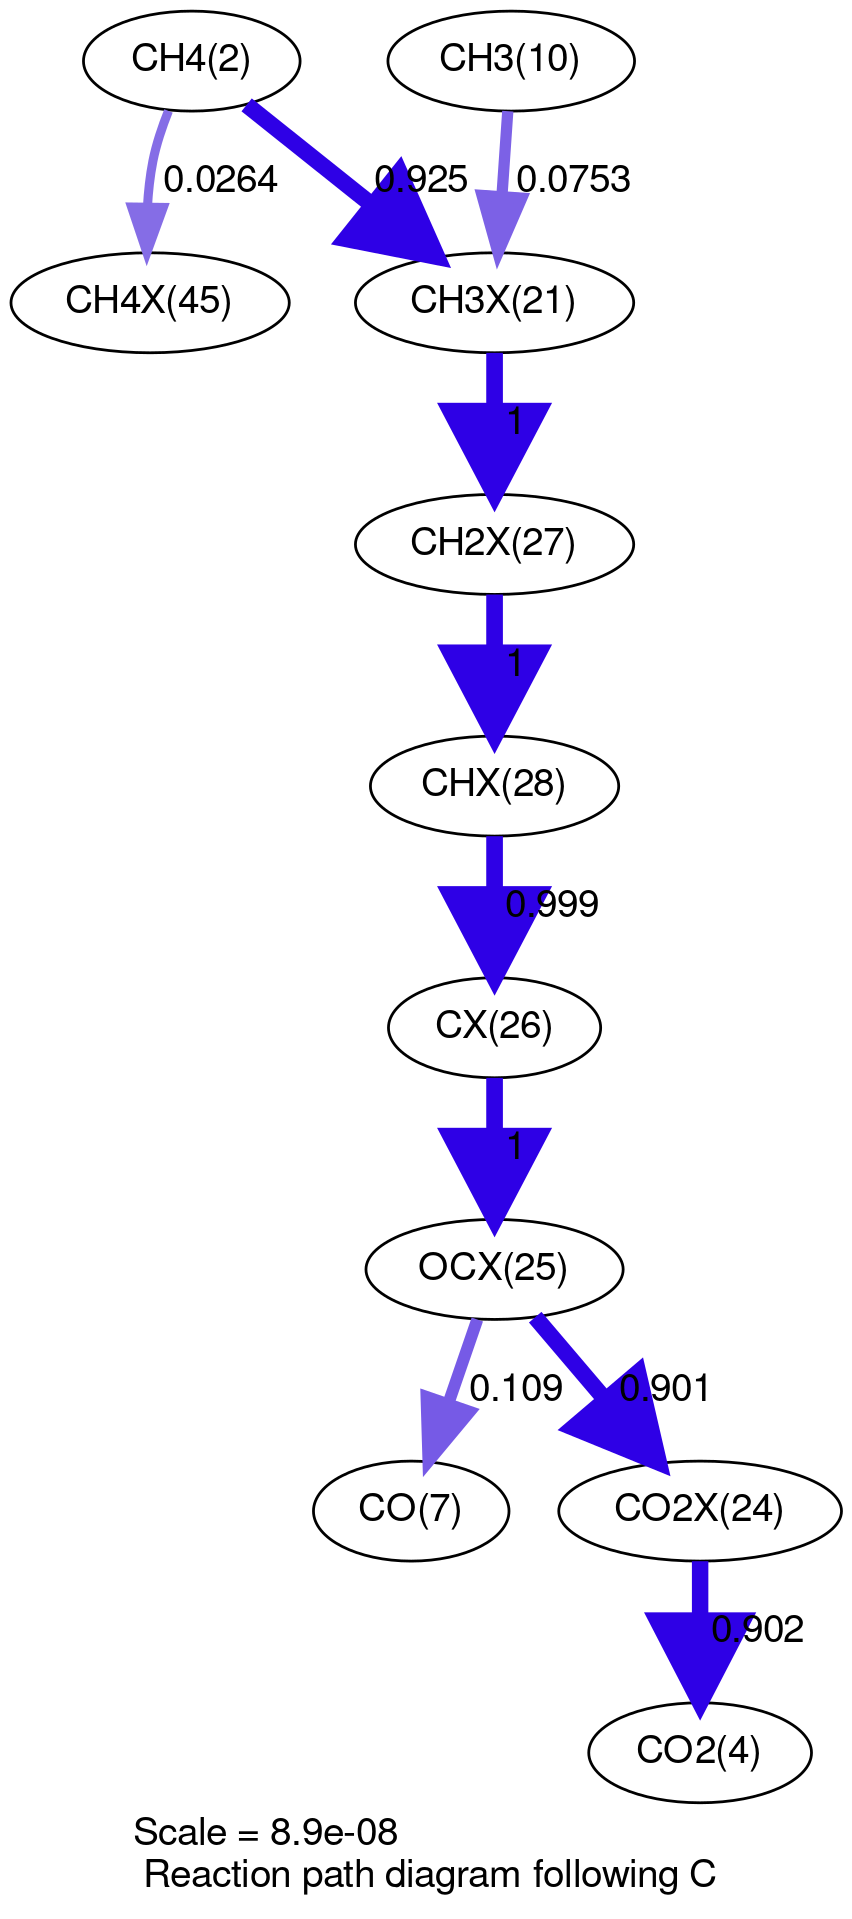 CH4(2)
CH3(10)
0.0264
0.925
0.0753
CH4X(45)
CH3X(21)
1
CH2X(27)
1
CHX(28)
0.999
CX(26)
1
OCX(25)
0.109
0.901
CO(7)
CO2X(24)
0.902
CO2(4)
Scale = 8.9e-08
Reaction path diagram following C